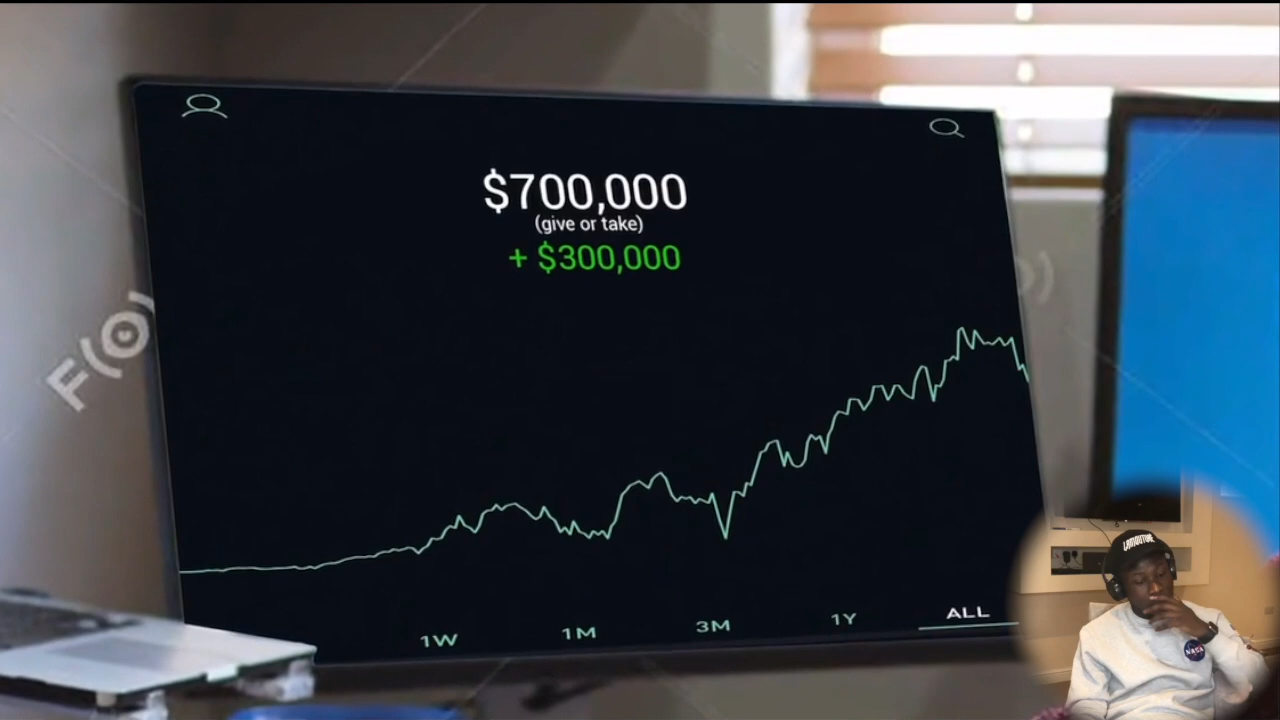 $700,000
(give or take)
+ $300,000
1W 1M 3M 1Y ALL
F(O)
NASA